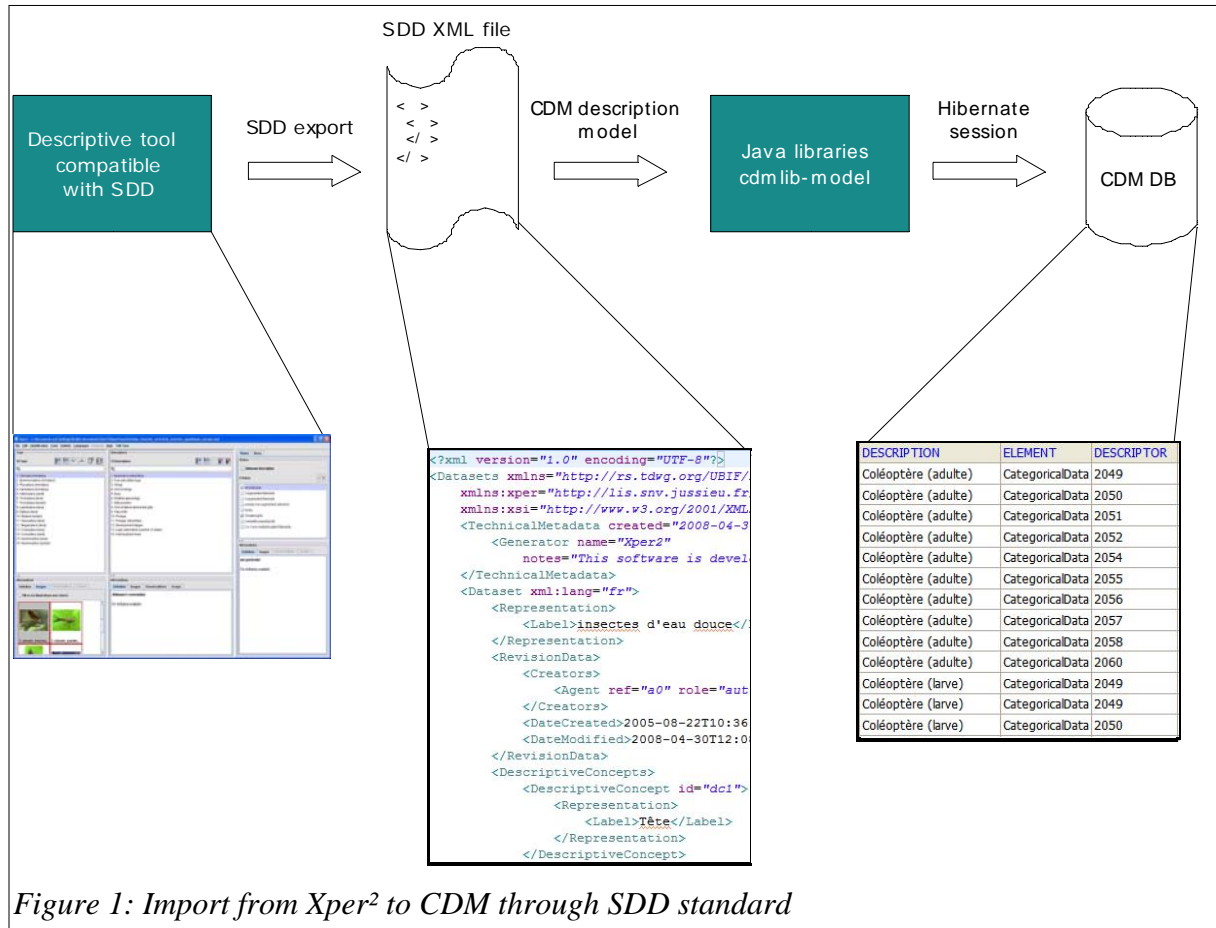 SDD XML file
Descriptive tool
compatible
with SDD
SDD export
< >
< >
</ >
</ >
CDM description
model
Java libraries
cdmlib-model
Hibernate
session
CDM DB
<?xml version="1.0" encoding="UTF-8"?>
<Datasets xmlns="http://rs.tdwg.org/UBIF/
xmlns:xper="http://lis.snv.jussieu.fr
xmlns:xsi="http://www.w3.org/2001/XML
<TechnicalMetadata created="2008-04-3
<Generator name="Xper2"
notes="This software is devel
</TechnicalMetadata>
<Dataset xml:lang="fr">
<Representation>
<Label>insectes d'eau douce</
</Representation>
<RevisionData>
<Creators>
<Agent ref="a0" role="aut
</Creators>
<DateCreated>2005-08-22T10:36
<DateModified>2008-04-30T12:08
</RevisionData>
<DescriptiveConcepts>
<DescriptiveConcept id="dc1">
<Representation>
<Label>Tête</Label>
</Representation>
</DescriptiveConcept>
DESCRIPTION ELEMENT DESCRIPTOR
Coléoptère (adulte) CategoricalData 2049
Coléoptère (adulte) CategoricalData 2050
Coléoptère (adulte) CategoricalData 2051
Coléoptère (adulte) CategoricalData 2052
Coléoptère (adulte) CategoricalData 2054
Coléoptère (adulte) CategoricalData 2055
Coléoptère (adulte) CategoricalData 2056
Coléoptère (adulte) CategoricalData 2057
Coléoptère (adulte) CategoricalData 2058
Coléoptère (adulte) CategoricalData 2060
Coléoptère (larve) CategoricalData 2049
Coléoptère (larve) CategoricalData 2049
Coléoptère (larve) CategoricalData 2050
Figure 1: Import from Xper² to CDM through SDD standard